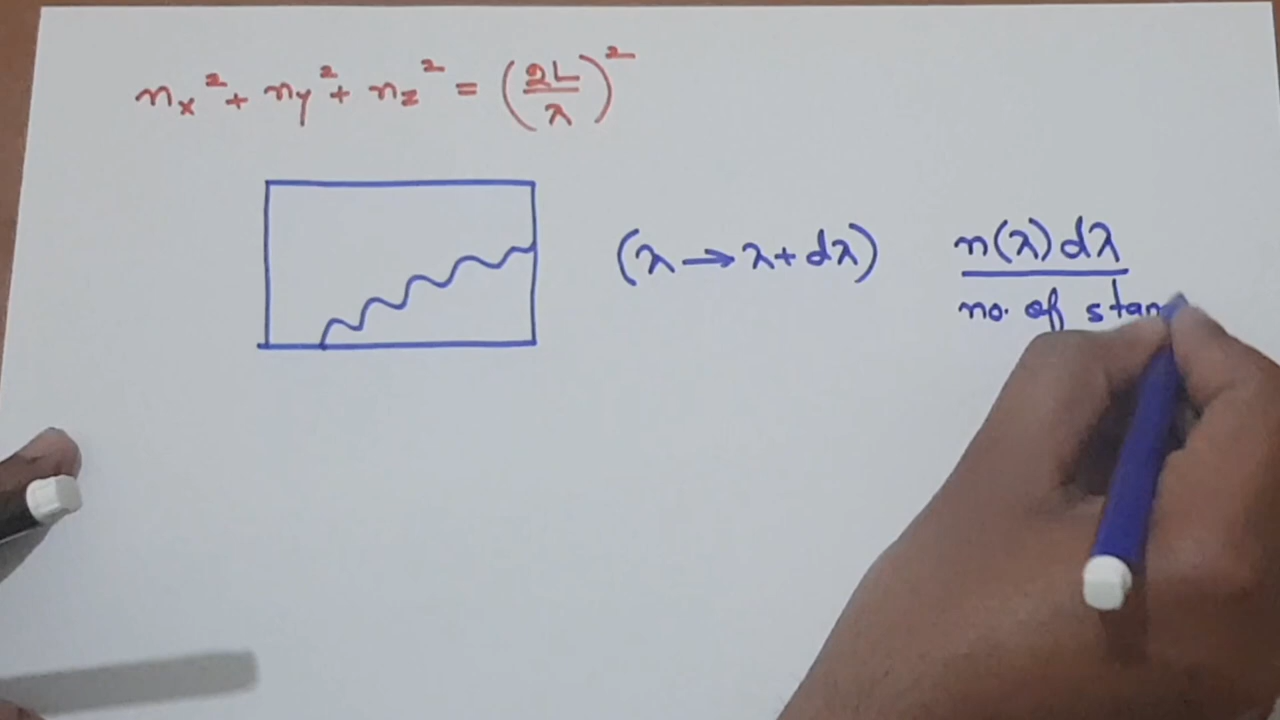 nx² + ny² + nz² = (2L/λ)²
(λ → λ + dλ) n(λ) dλ
no. of stan